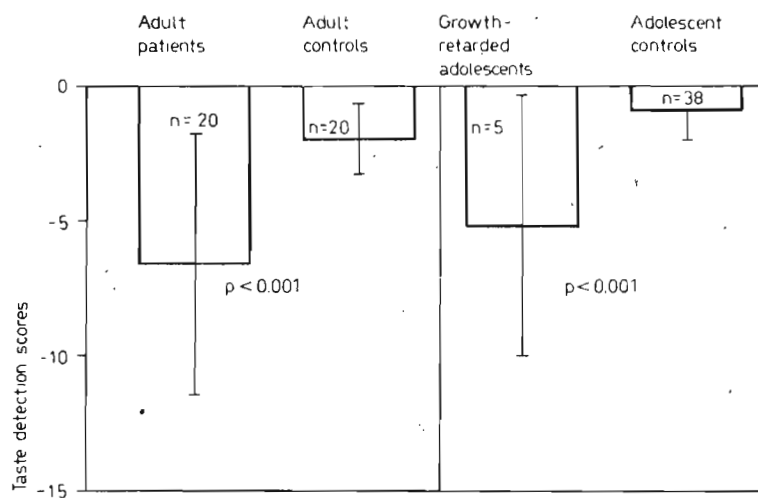 Adult
patients
Adult
controls
Growth-
retarded
adolescents
Adolescent
controls
0
-5
-10
-15
Taste detection scores
n=20
n=20
n=5
n=38
p<0.001
p<0.001